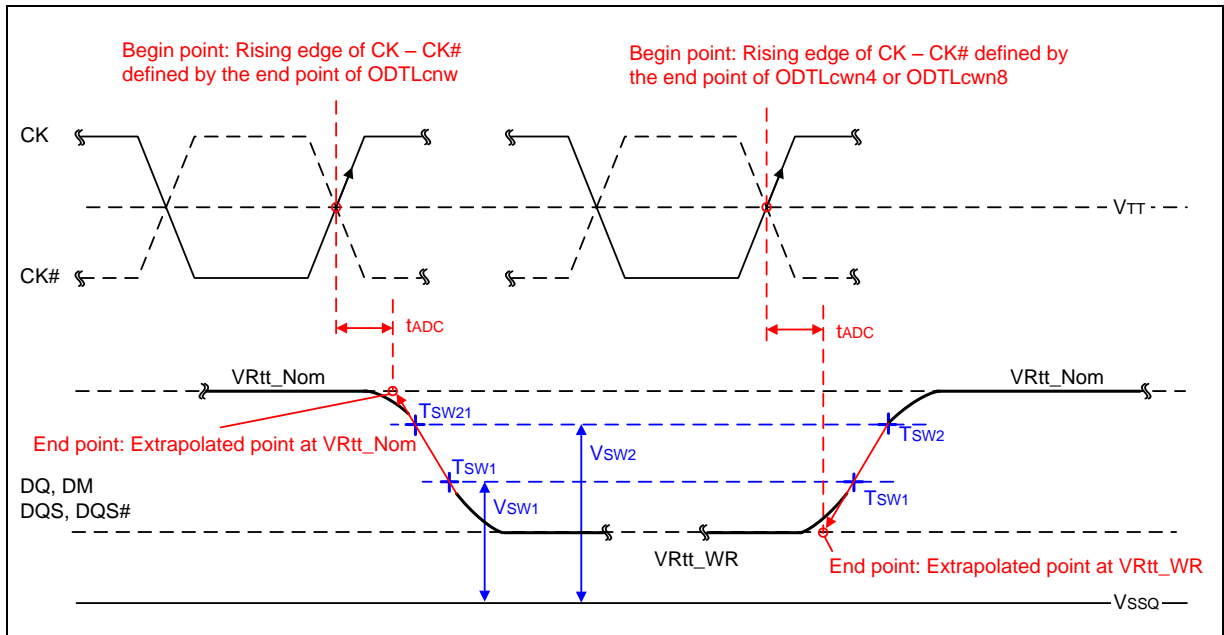 Begin point: Rising edge of CK – CK#
defined by the end point of ODTLcnw
Begin point: Rising edge of CK – CK# defined by
the end point of ODTLcwn4 or ODTLcwn8
CK
VTT
CK#
tADC
tADC
VRtt_Nom
VRtt_Nom
TSW21
End point: Extrapolated point at VRtt_Nom
TSW2
VSW2
TSW1
DQ, DM
VSW1
TSW1
DQS, DQS#
VRtt_WR
End point: Extrapolated point at VRtt_WR
VSSQ